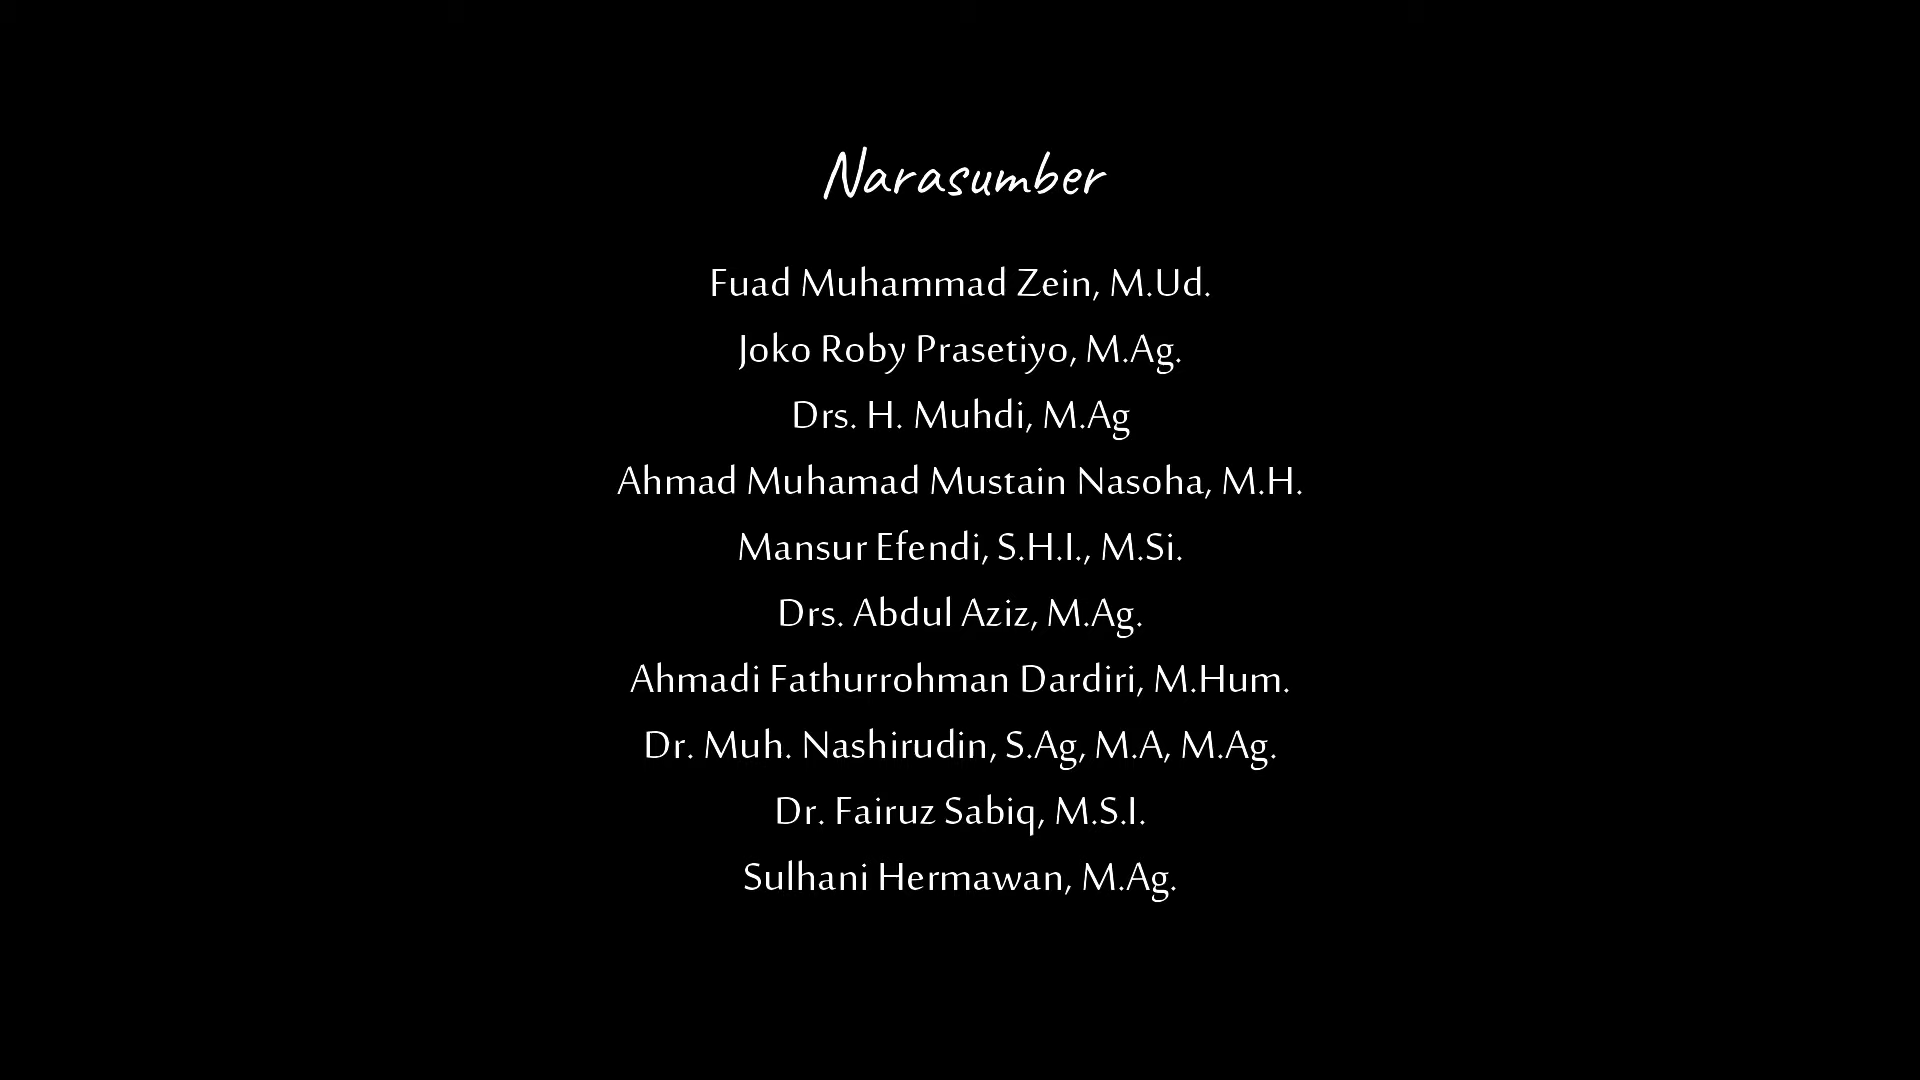 Narasumber
Fuad Muhammad Zein, M.Ud.
Joko Roby Prasetiyo, M.Ag.
Drs. H. Muhdi, M.Ag
Ahmad Muhamad Mustain Nasoha, M.H.
Mansur Efendi, S.H.I., M.Si.
Drs. Abdul Aziz, M.Ag.
Ahmadi Fathurrohman Dardiri, M.Hum.
Dr. Muh. Nashirudin, S.Ag, M.A, M.Ag.
Dr. Fairuz Sabiq, M.S.I.
Sulhani Hermawan, M.Ag.